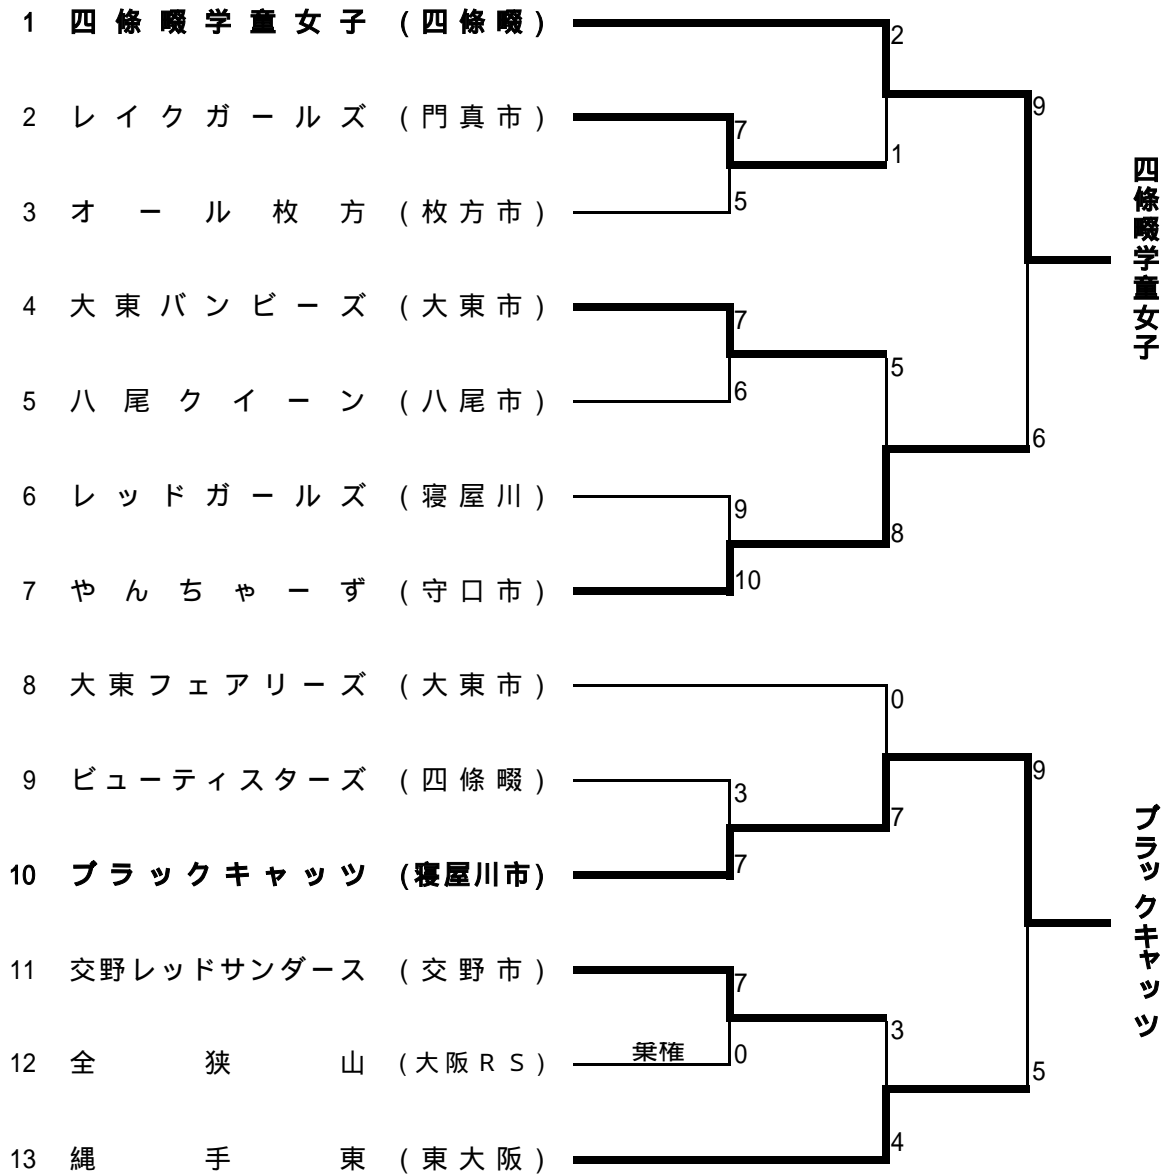 1 四條畷学童女子 (四條畷)
2
9
2 レイクガールズ (門真市)
7
1
3 オール枚方 (枚方市)
5
四條畷学童女子
4 大東バンビーズ (大東市)
7
5
5 八尾クイーン (八尾市)
6
6
6 レッドガールズ (寝屋川)
9
8
7 やんちゃーず (守口市)
10
8 大東フェアリーズ (大東市)
0
9
9 ビューティスターズ (四條畷)
3
7
10 ブラックキャッツ (寝屋川市)
7
ブラックキャッツ
11 交野レッドサンダース (交野市)
7
3
12 全狭山 (大阪RS)
棄権
0
5
13 縄手東 (東大阪)
4